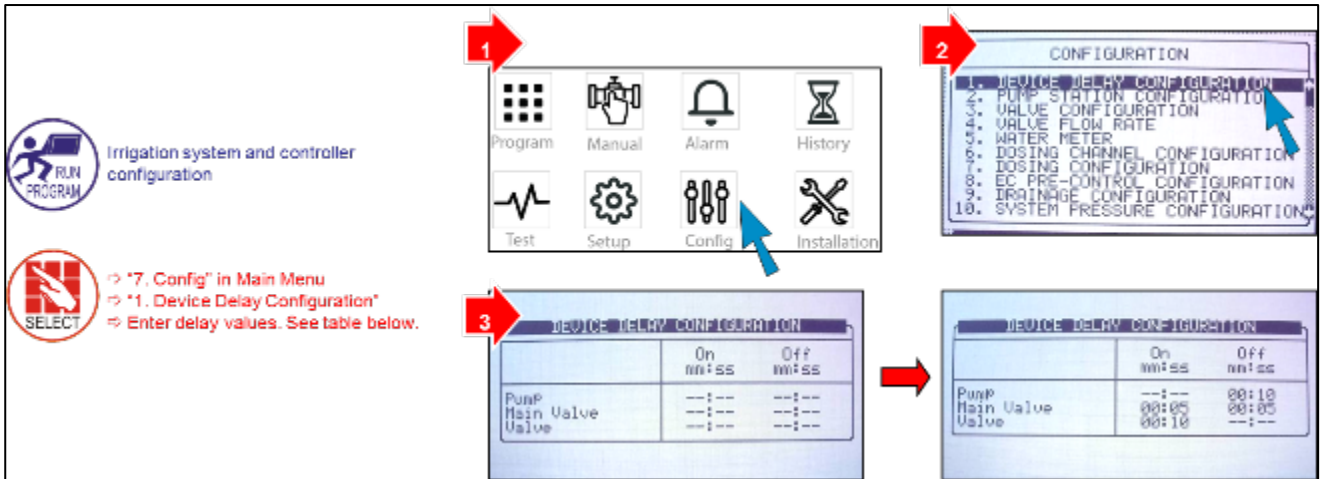 RUN
PROGRAM
Irrigation system and controller
configuration
SELECT
⇨ "7. Config" in Main Menu
⇨ "1. Device Delay Configuration"
⇨ Enter delay values. See table below.
1
Program Manual Alarm History
Test Setup Config Installation
2
CONFIGURATION
1. DEVICE DELAY CONFIGURATION
2. PUMP STATION CONFIGURATION
3. VALVE CONFIGURATION
4. VALVE FLOW RATE
5. WATER METER
6. DOSING CHANNEL CONFIGURATION
7. DOSING CONFIGURATION
8. EC PRE-CONTROL CONFIGURATION
9. DRAINAGE CONFIGURATION
10. SYSTEM PRESSURE CONFIGURATION
3
DEVICE DELAY CONFIGURATION
On Off
mm:ss mm:ss
Pump --:-- --:--
Main Valve --:-- --:--
Valve --:-- --:--
DEVICE DELAY CONFIGURATION
On Off
mm:ss mm:ss
Pump --:-- 00:10
Main Valve 00:05 00:05
Valve 00:10 --:--